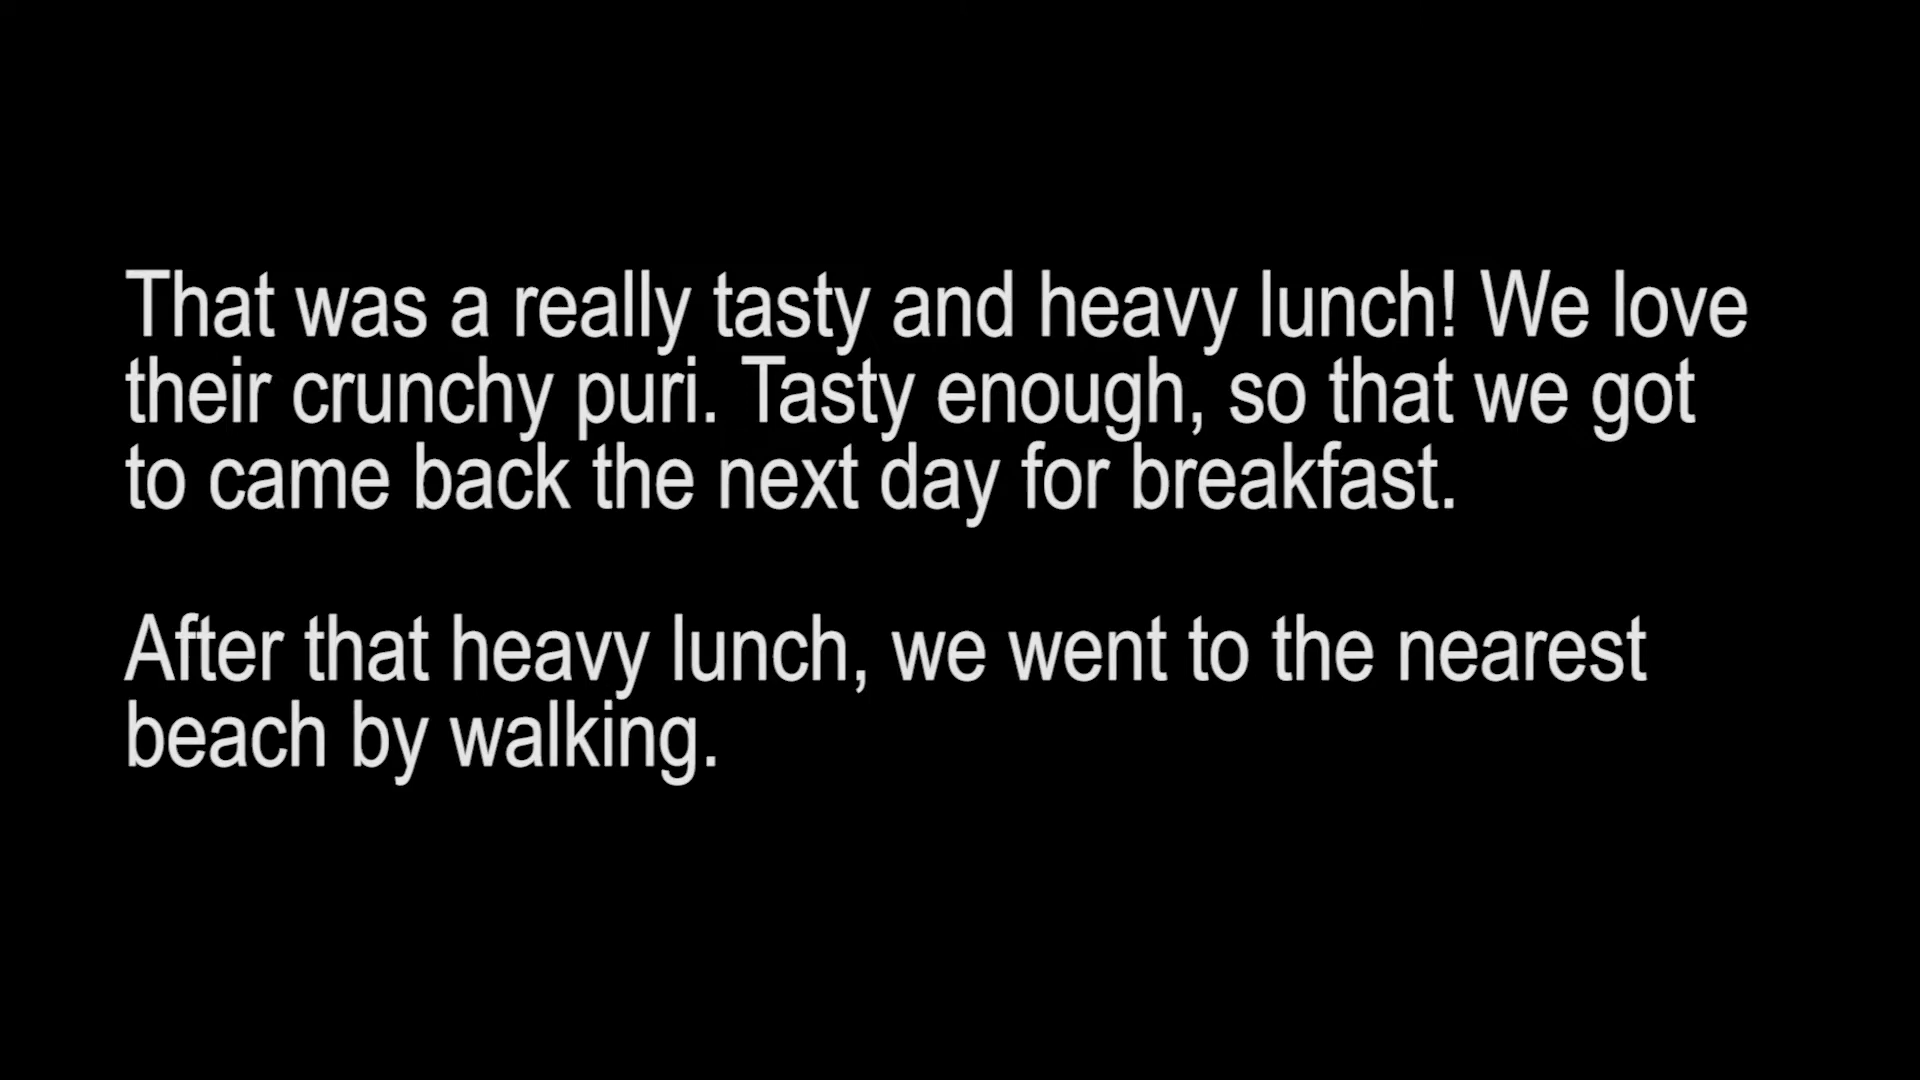 That was a really tasty and heavy lunch! We love
their crunchy puri. Tasty enough, so that we got
to came back the next day for breakfast.
After that heavy lunch, we went to the nearest
beach by walking.